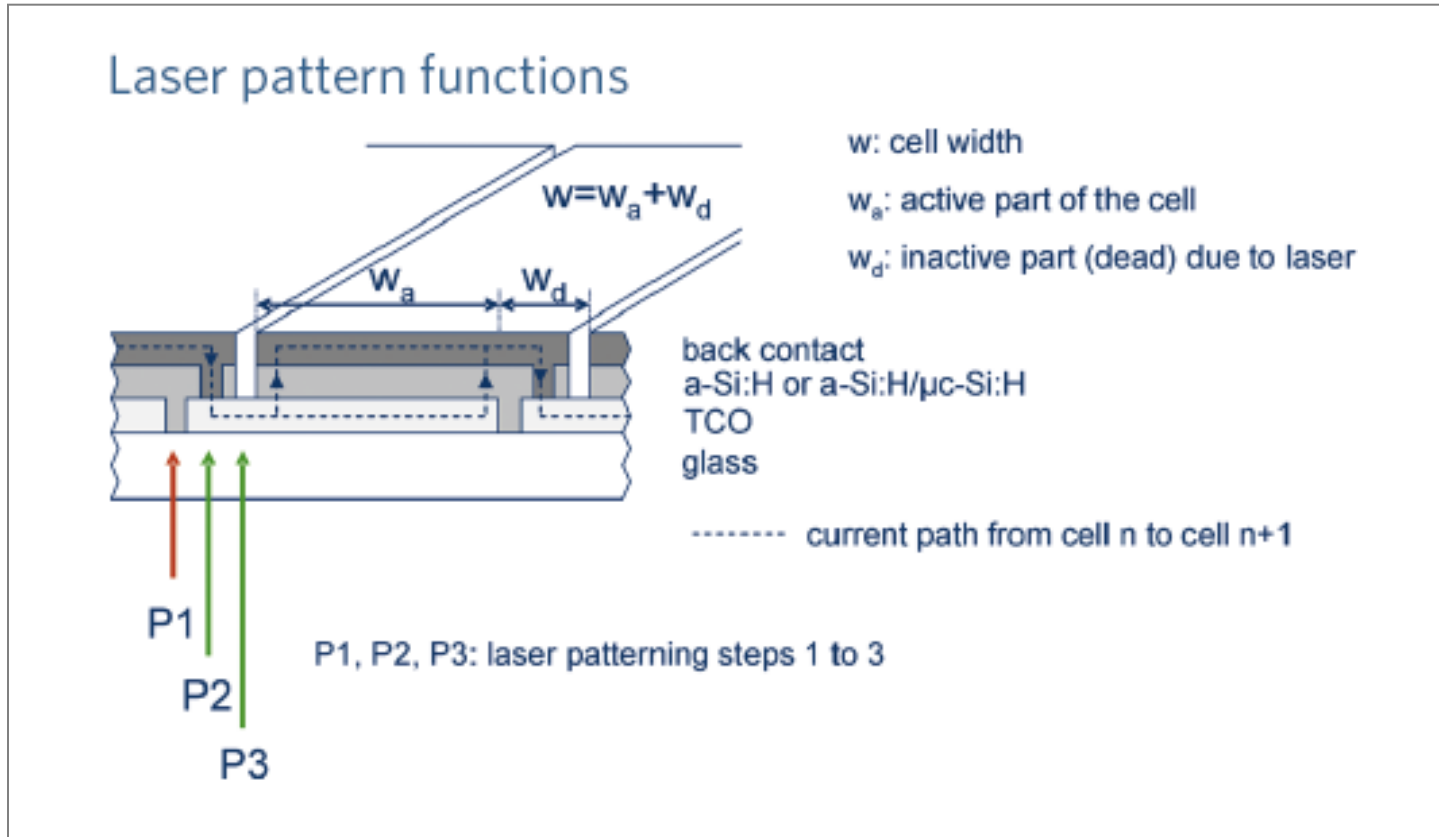 Laser pattern functions
w: cell width
w=wa+wd
wa: active part of the cell
wd: inactive part (dead) due to laser
wa
wd
back contact
a-Si:H or a-Si:H/µc-Si:H
TCO
glass
current path from cell n to cell n+1
P1
P1, P2, P3: laser patterning steps 1 to 3
P2
P3